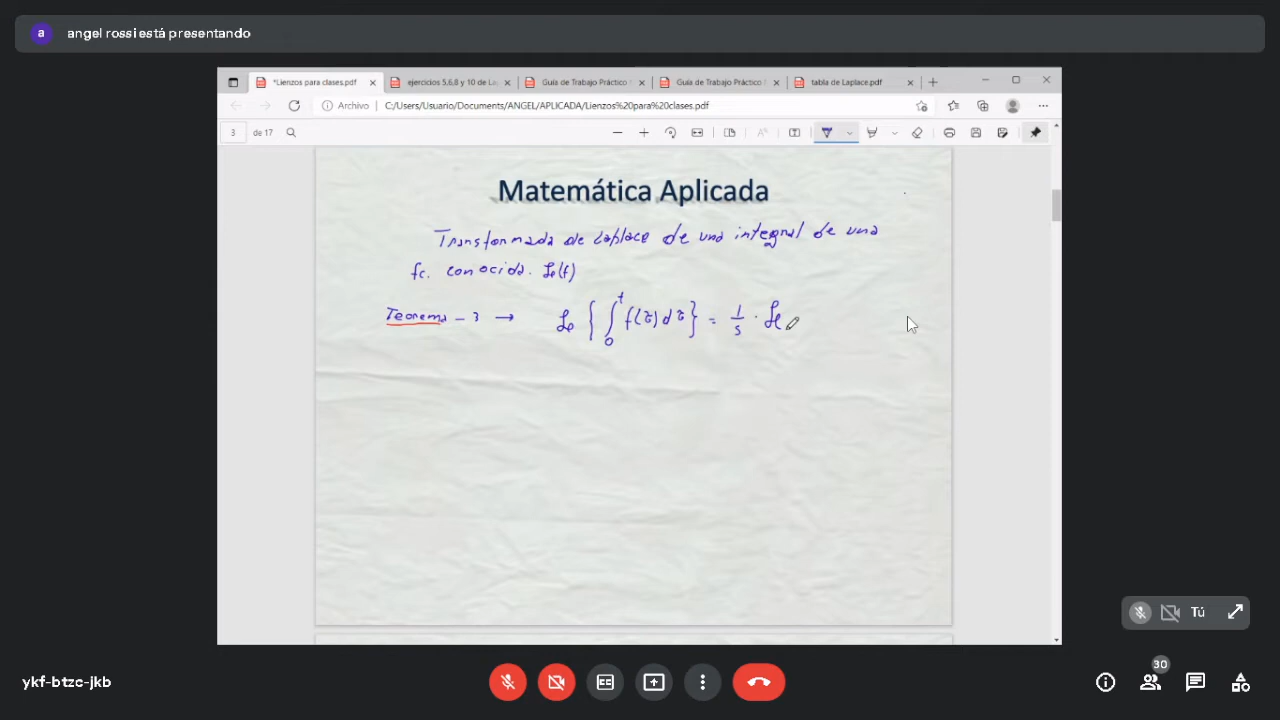 a angel rossi está presentando
*Lienzos para clases.pdf
ejercicios 5,6,8 y 10 de La
Guía de Trabajo Práctico
Guía de Trabajo Práctico
tabla de Laplace.pdf
Archivo C:/Users/Usuario/Documents/ANGEL/APLICADA/Lienzos%20para%20clases.pdf
3 de 17
Matemática Aplicada
Transformada de Laplace de una integral de una
fc. conocida. ℒ(f)
Teorema - 3 → ℒ { ∫₀ᵗ f(τ) dτ } = 1/s · ℒ
Tú
ykf-btzc-jkb
30